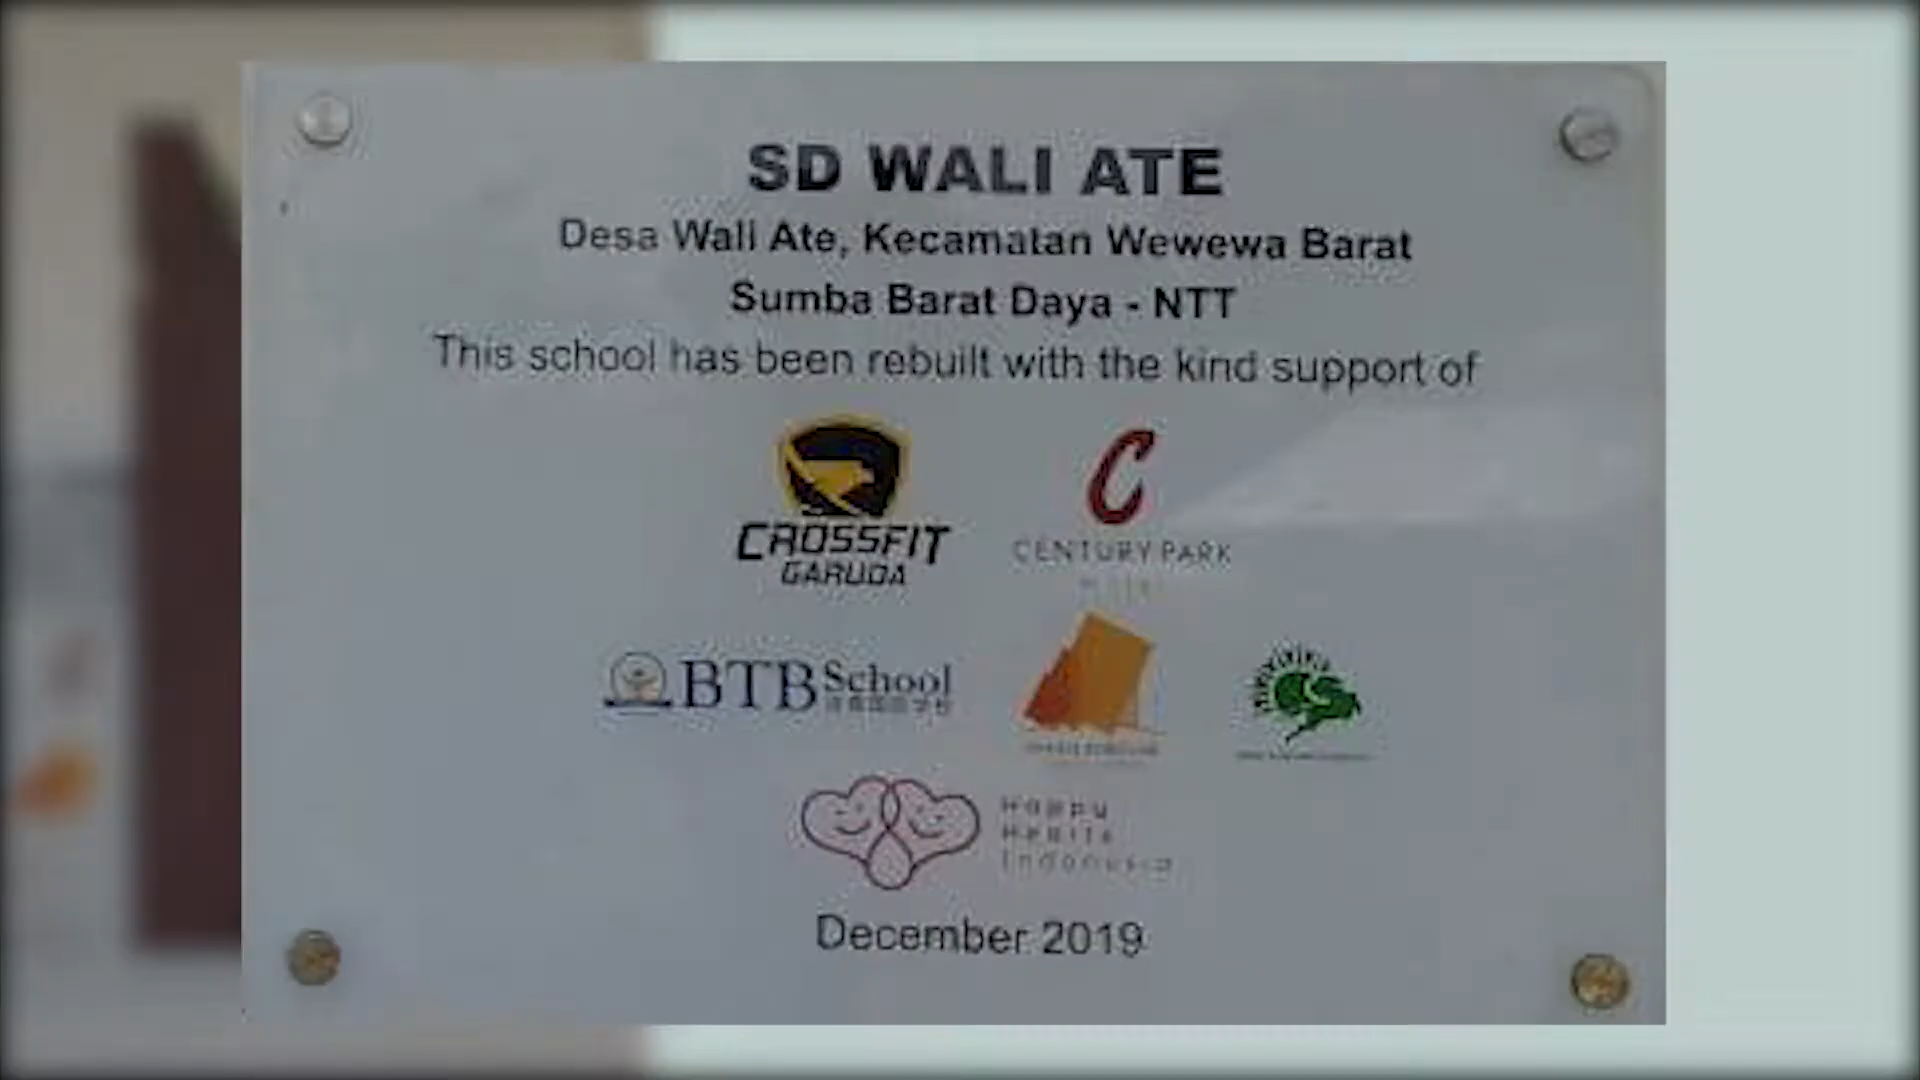 SD WALI ATE
Desa Wali Ate, Kecamatan Wewewa Barat
Sumba Barat Daya - NTT
This school has been rebuilt with the kind support of
CROSSFIT
GARUDA
C
CENTURY PARK
BTB School
Happy
Hearts
Indonesia
December 2019